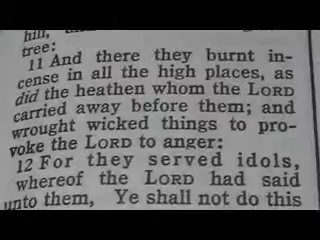 hill,
tree:
11 And there they burnt in-
cense in all the high places, as
did the heathen whom the LORD
carried away before them; and
wrought wicked things to pro-
voke the LORD to anger:
12 For they served idols,
whereof the LORD had said
unto them, Ye shall not do this